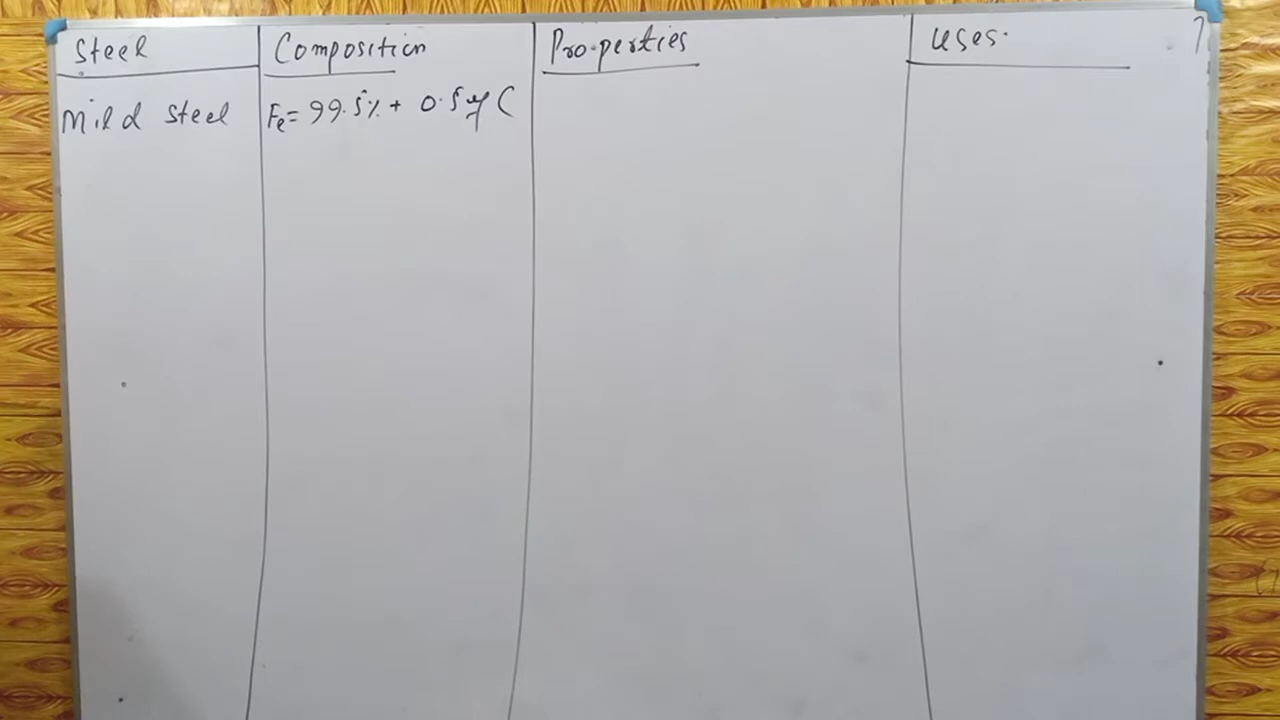 Steel Composition Properties Uses.
Mild Steel Fe = 99.5% + 0.5 C